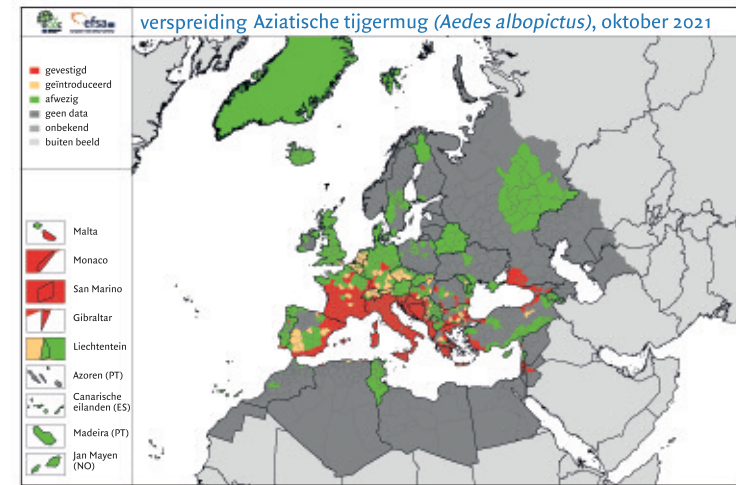 efsa
verspreiding Aziatische tijgermug (Aedes albopictus), oktober 2021
gevestigd
geïntroduceerd
afwezig
geen data
onbekend
buiten beeld
Malta
Monaco
San Marino
Gibraltar
Liechtentein
Azoren (PT)
Canarische
eilanden (ES)
Madeira (PT)
Jan Mayen
(NO)